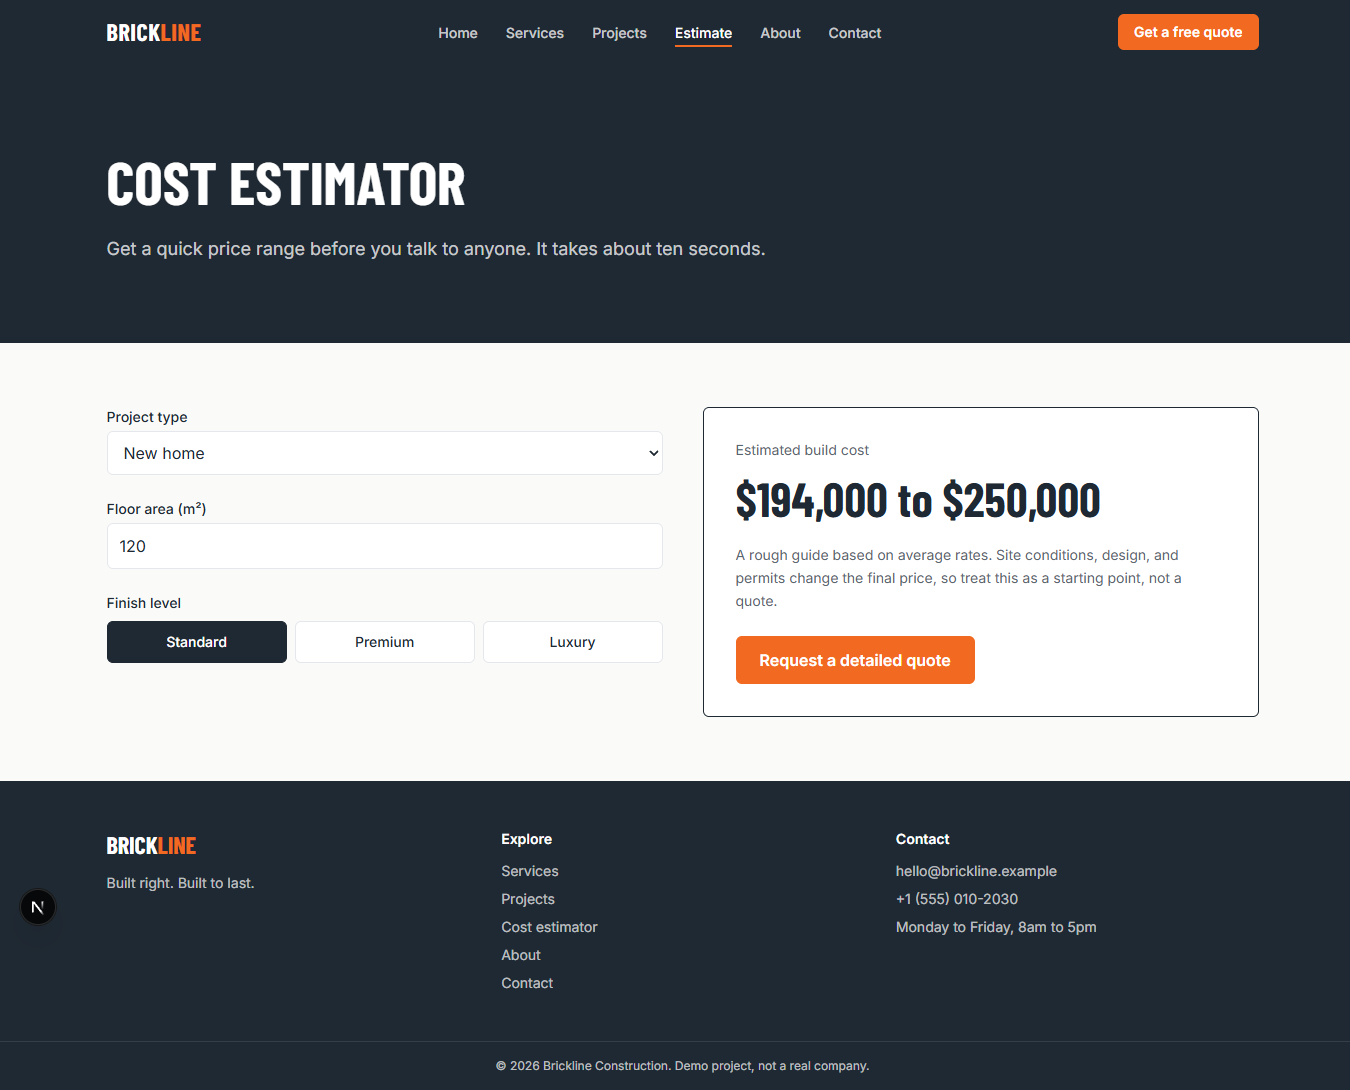 BRICKLINE
Home
Services
Projects
Estimate
About
Contact
Get a free quote
COST ESTIMATOR
Get a quick price range before you talk to anyone. It takes about ten seconds.
Project type
New home
Floor area (m²)
120
Finish level
Standard
Premium
Luxury
Estimated build cost
$194,000 to $250,000
A rough guide based on average rates. Site conditions, design, and
permits change the final price, so treat this as a starting point, not a
quote.
Request a detailed quote
BRICKLINE
Built right. Built to last.
N
Explore
Services
Projects
Cost estimator
About
Contact
Contact
hello@brickline.example
+1 (555) 010-2030
Monday to Friday, 8am to 5pm
© 2026 Brickline Construction. Demo project, not a real company.